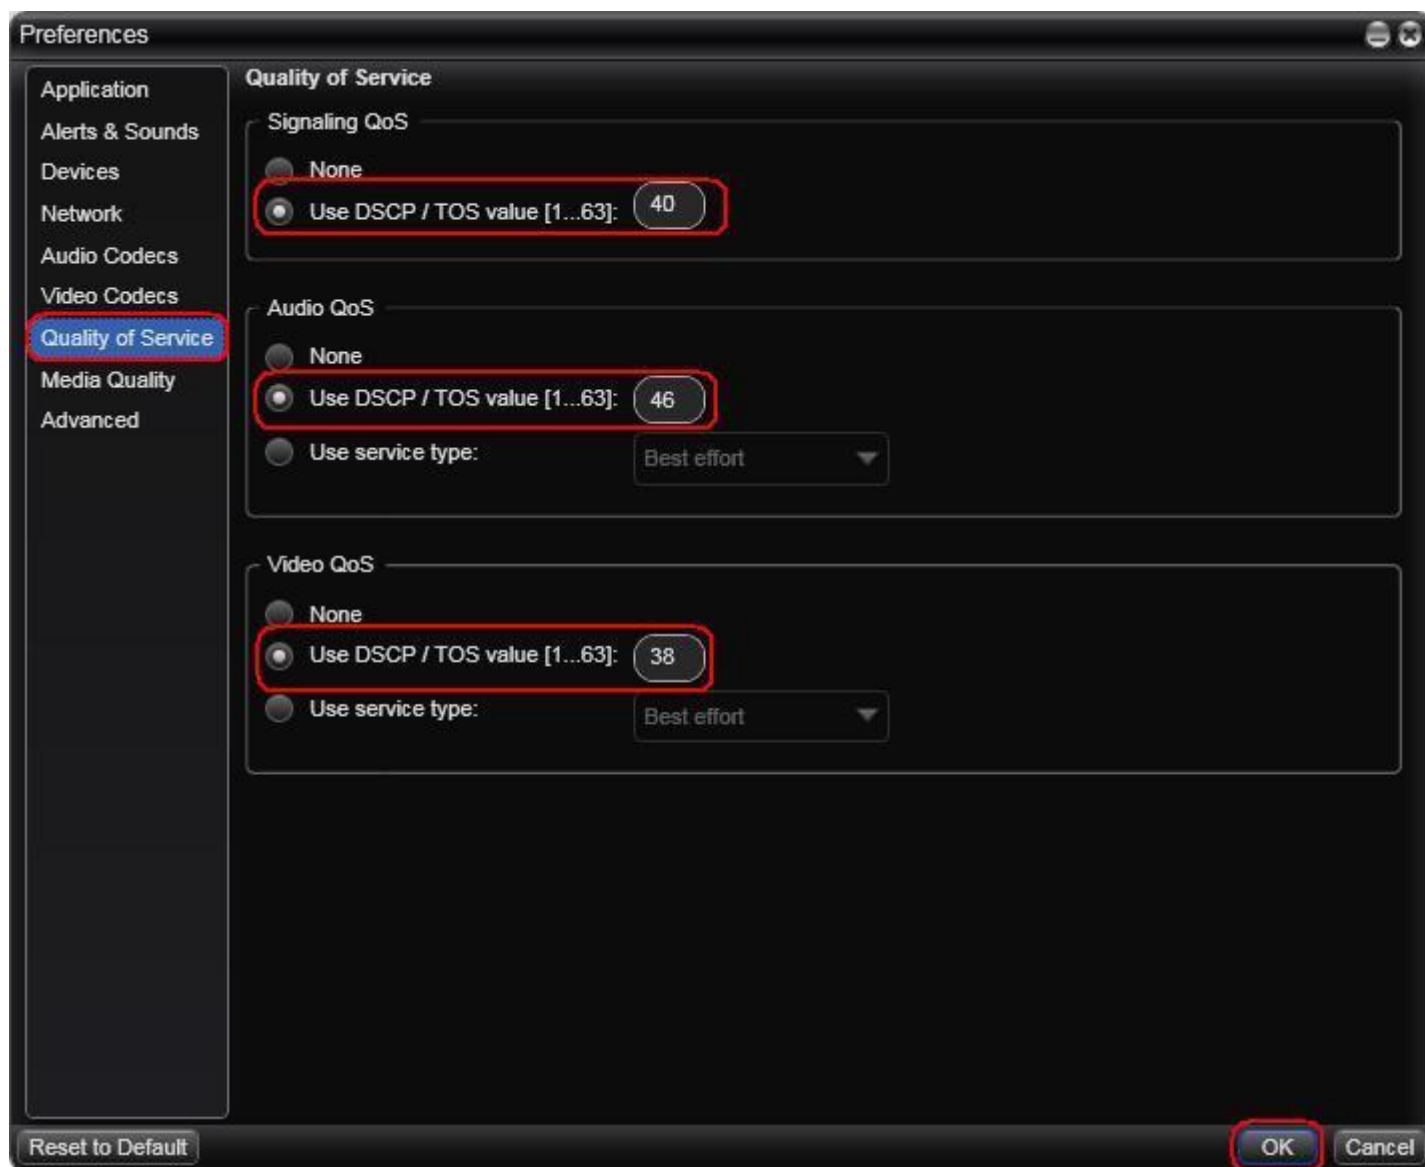 Preferences
Application
Alerts & Sounds
Devices
Network
Audio Codecs
Video Codecs
Quality of Service
Media Quality
Advanced
Quality of Service
Signaling QoS
None
Use DSCP / TOS value [1...63]: 40
Audio QoS
None
Use DSCP / TOS value [1...63]: 46
Use service type: Best effort
Video QoS
None
Use DSCP / TOS value [1...63]: 38
Use service type: Best effort
Reset to Default
OK
Cancel